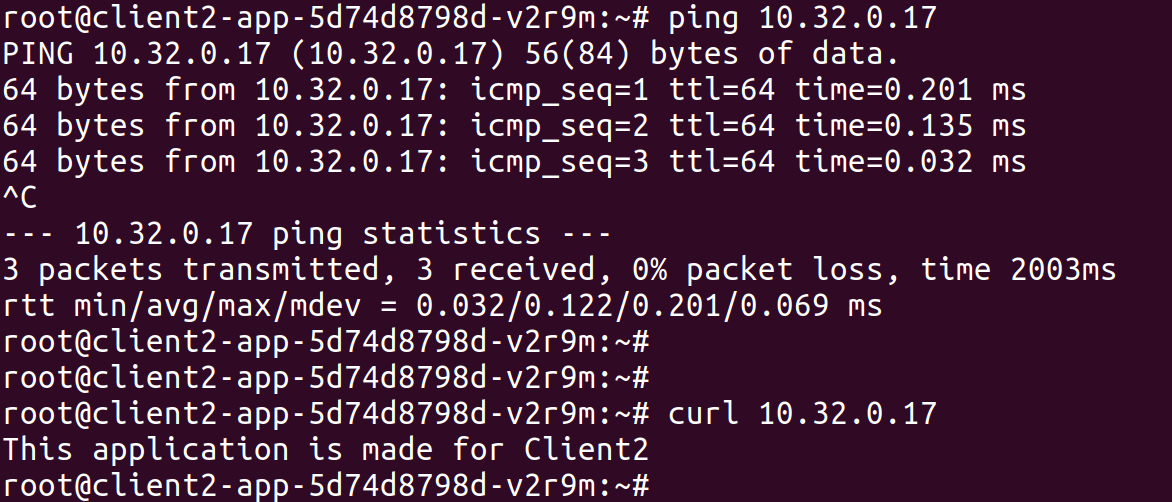 root@client2-app-5d74d8798d-v2r9m:~# ping 10.32.0.17
PING 10.32.0.17 (10.32.0.17) 56(84) bytes of data.
64 bytes from 10.32.0.17: icmp_seq=1 ttl=64 time=0.201 ms
64 bytes from 10.32.0.17: icmp_seq=2 ttl=64 time=0.135 ms
64 bytes from 10.32.0.17: icmp_seq=3 ttl=64 time=0.032 ms
^C
--- 10.32.0.17 ping statistics ---
3 packets transmitted, 3 received, 0% packet loss, time 2003ms
rtt min/avg/max/mdev = 0.032/0.122/0.201/0.069 ms
root@client2-app-5d74d8798d-v2r9m:~#
root@client2-app-5d74d8798d-v2r9m:~#
root@client2-app-5d74d8798d-v2r9m:~# curl 10.32.0.17
This application is made for Client2
root@client2-app-5d74d8798d-v2r9m:~#